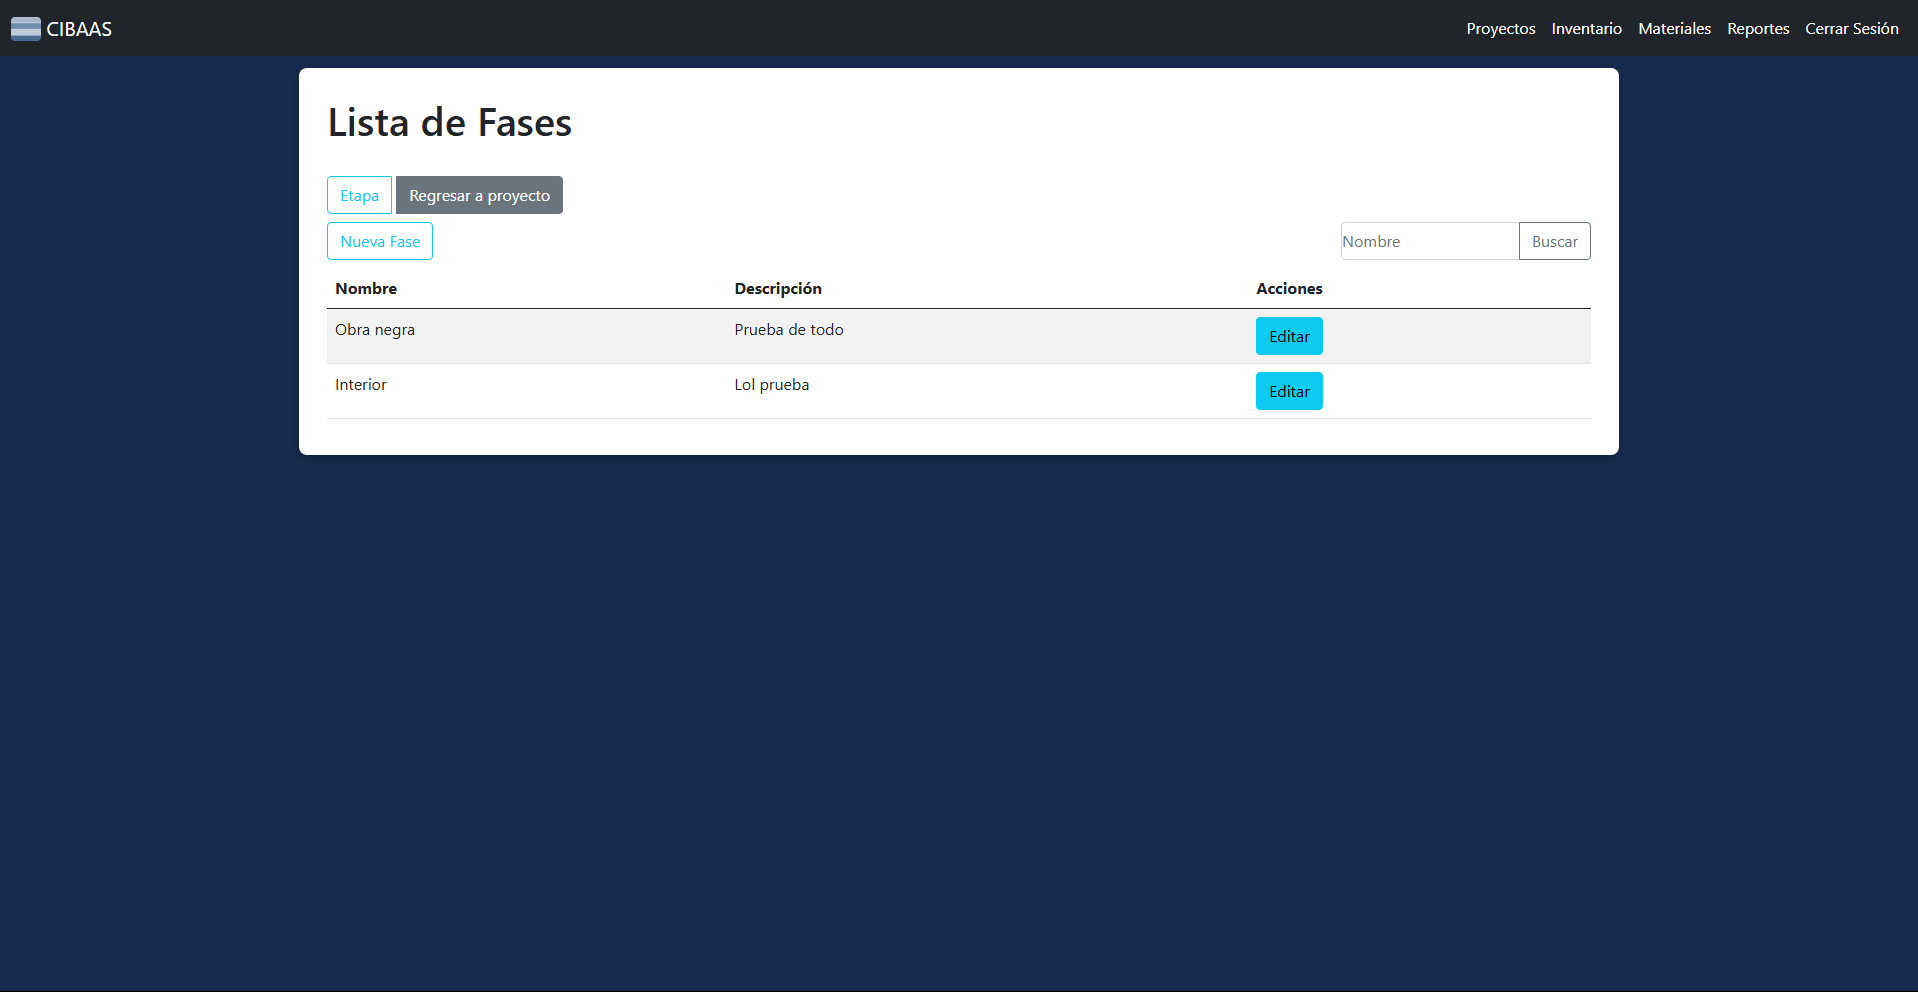 CIBAAS Proyectos Inventario Materiales Reportes Cerrar Sesión
Lista de Fases
Etapa Regresar a proyecto
Nueva Fase Nombre Buscar
Nombre Descripción Acciones
Obra negra Prueba de todo Editar
Interior Lol prueba Editar